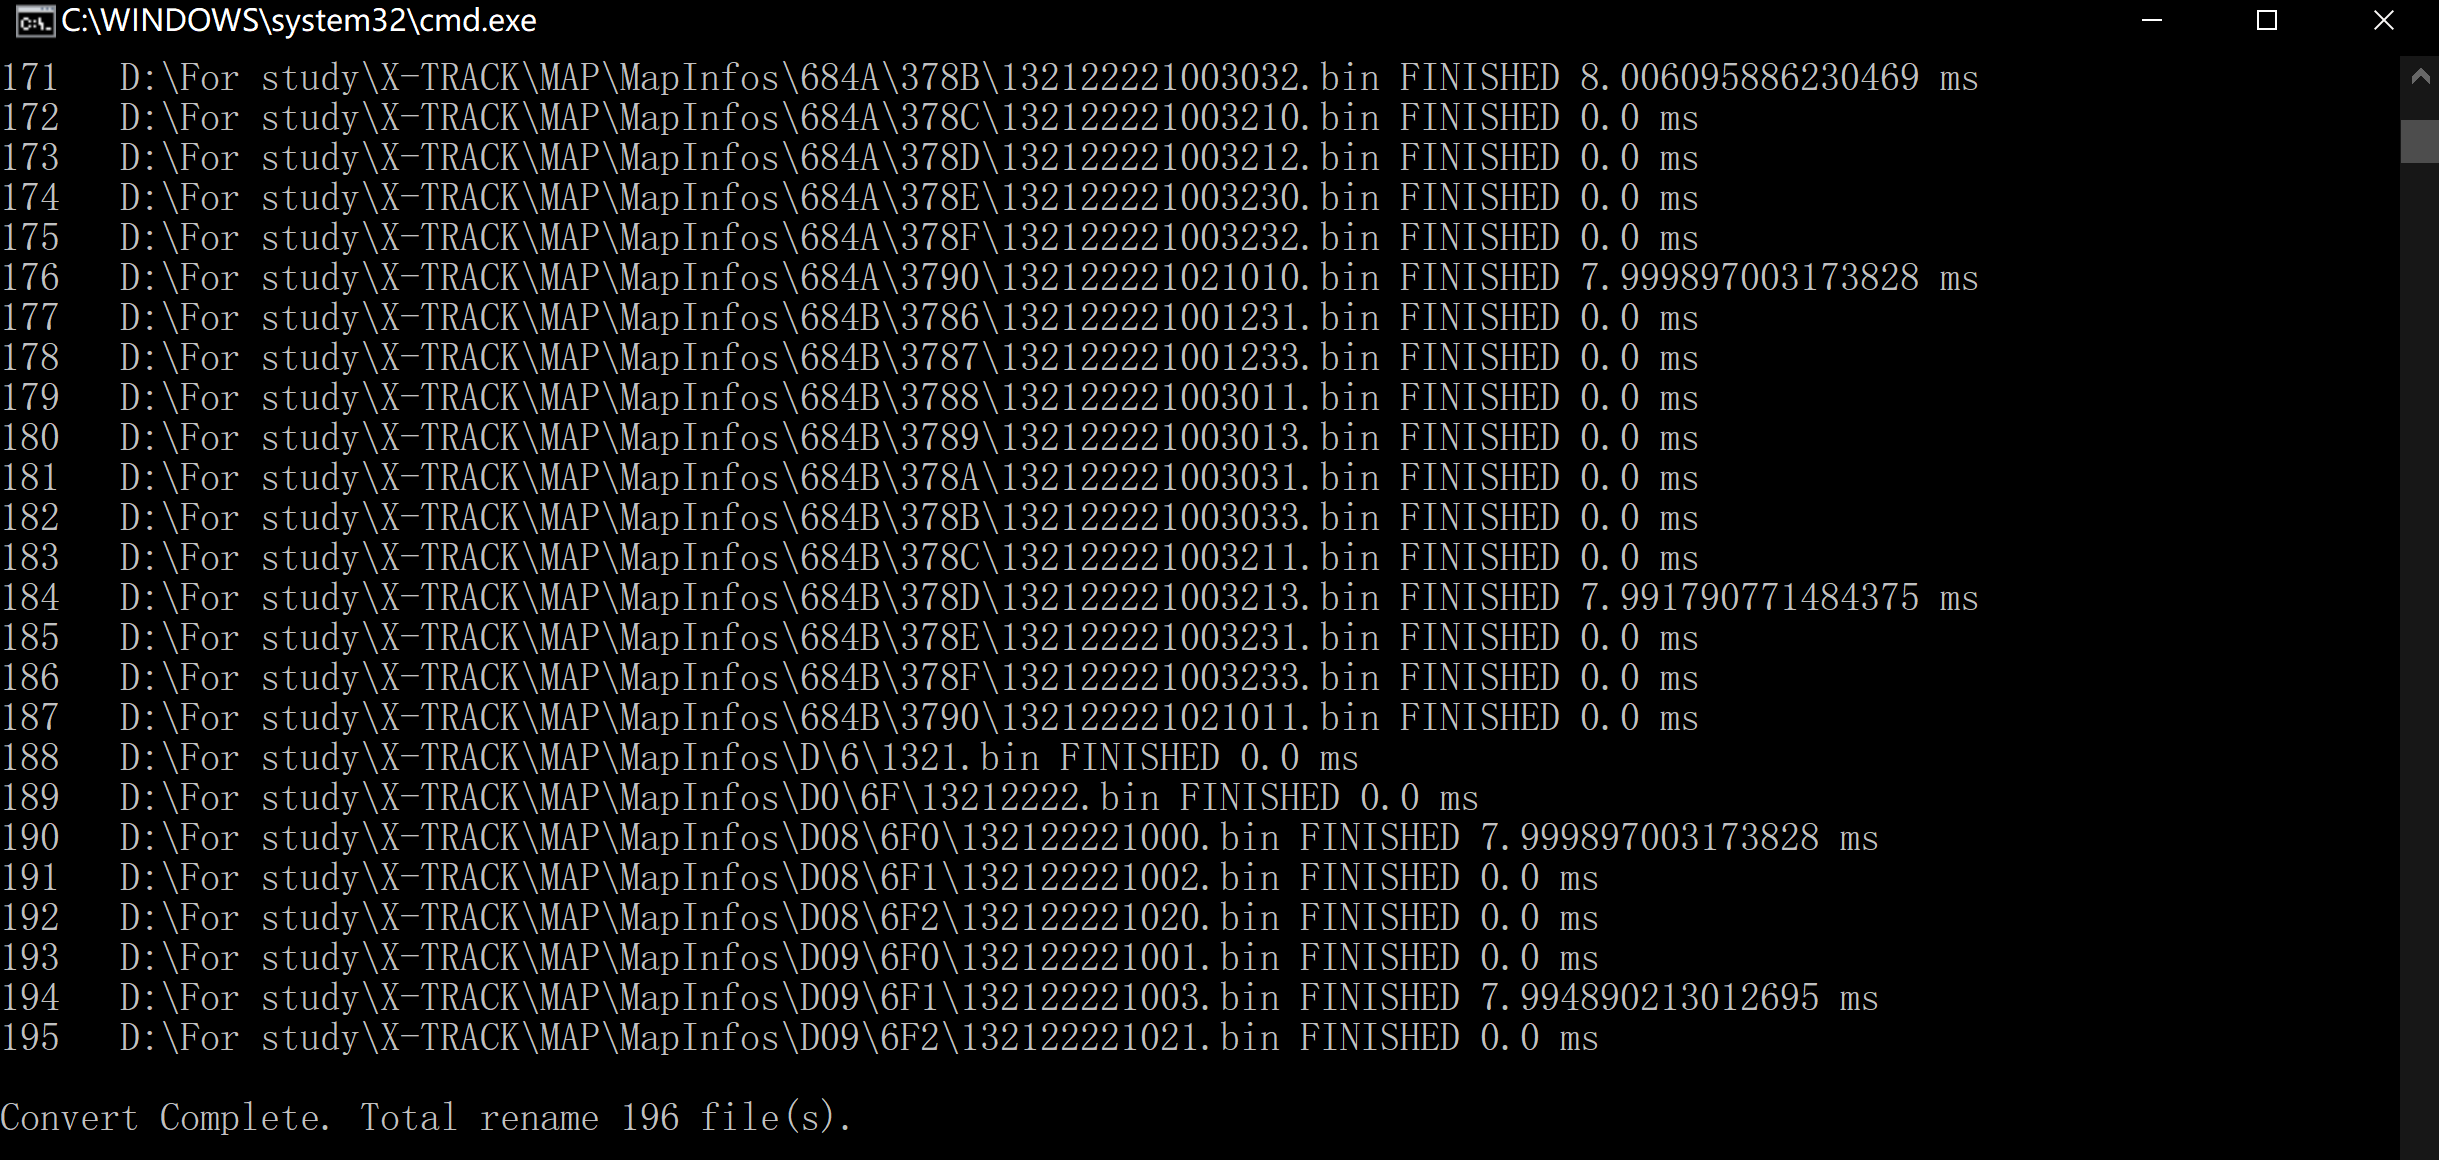 C:\WINDOWS\system32\cmd.exe
171   D:\For study\X-TRACK\MAP\MapInfos\684A\378B\132122221003032.bin FINISHED 8.006095886230469 ms
172   D:\For study\X-TRACK\MAP\MapInfos\684A\378C\132122221003210.bin FINISHED 0.0 ms
173   D:\For study\X-TRACK\MAP\MapInfos\684A\378D\132122221003212.bin FINISHED 0.0 ms
174   D:\For study\X-TRACK\MAP\MapInfos\684A\378E\132122221003230.bin FINISHED 0.0 ms
175   D:\For study\X-TRACK\MAP\MapInfos\684A\378F\132122221003232.bin FINISHED 0.0 ms
176   D:\For study\X-TRACK\MAP\MapInfos\684A\3790\132122221021010.bin FINISHED 7.999897003173828 ms
177   D:\For study\X-TRACK\MAP\MapInfos\684B\3786\132122221001231.bin FINISHED 0.0 ms
178   D:\For study\X-TRACK\MAP\MapInfos\684B\3787\132122221001233.bin FINISHED 0.0 ms
179   D:\For study\X-TRACK\MAP\MapInfos\684B\3788\132122221003011.bin FINISHED 0.0 ms
180   D:\For study\X-TRACK\MAP\MapInfos\684B\3789\132122221003013.bin FINISHED 0.0 ms
181   D:\For study\X-TRACK\MAP\MapInfos\684B\378A\132122221003031.bin FINISHED 0.0 ms
182   D:\For study\X-TRACK\MAP\MapInfos\684B\378B\132122221003033.bin FINISHED 0.0 ms
183   D:\For study\X-TRACK\MAP\MapInfos\684B\378C\132122221003211.bin FINISHED 0.0 ms
184   D:\For study\X-TRACK\MAP\MapInfos\684B\378D\132122221003213.bin FINISHED 7.991790771484375 ms
185   D:\For study\X-TRACK\MAP\MapInfos\684B\378E\132122221003231.bin FINISHED 0.0 ms
186   D:\For study\X-TRACK\MAP\MapInfos\684B\378F\132122221003233.bin FINISHED 0.0 ms
187   D:\For study\X-TRACK\MAP\MapInfos\684B\3790\132122221021011.bin FINISHED 0.0 ms
188   D:\For study\X-TRACK\MAP\MapInfos\D\6\1321.bin FINISHED 0.0 ms
189   D:\For study\X-TRACK\MAP\MapInfos\D0\6F\13212222.bin FINISHED 0.0 ms
190   D:\For study\X-TRACK\MAP\MapInfos\D08\6F0\132122221000.bin FINISHED 7.999897003173828 ms
191   D:\For study\X-TRACK\MAP\MapInfos\D08\6F1\132122221002.bin FINISHED 0.0 ms
192   D:\For study\X-TRACK\MAP\MapInfos\D08\6F2\132122221020.bin FINISHED 0.0 ms
193   D:\For study\X-TRACK\MAP\MapInfos\D09\6F0\132122221001.bin FINISHED 0.0 ms
194   D:\For study\X-TRACK\MAP\MapInfos\D09\6F1\132122221003.bin FINISHED 7.994890213012695 ms
195   D:\For study\X-TRACK\MAP\MapInfos\D09\6F2\132122221021.bin FINISHED 0.0 ms
Convert Complete. Total rename 196 file(s).